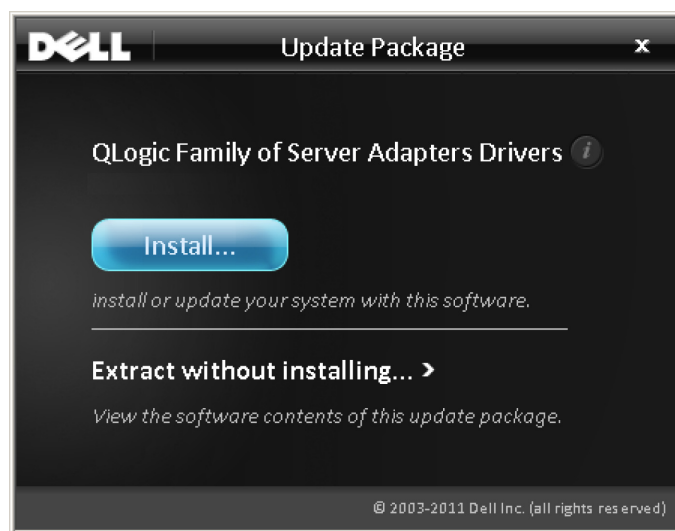 DELL
Update Package
x
QLogic Family of Server Adapters Drivers
i
Install...
install or update your system with this software.
Extract without installing... >
View the software contents of this update package.
© 2003-2011 Dell Inc. (all rights reserved)